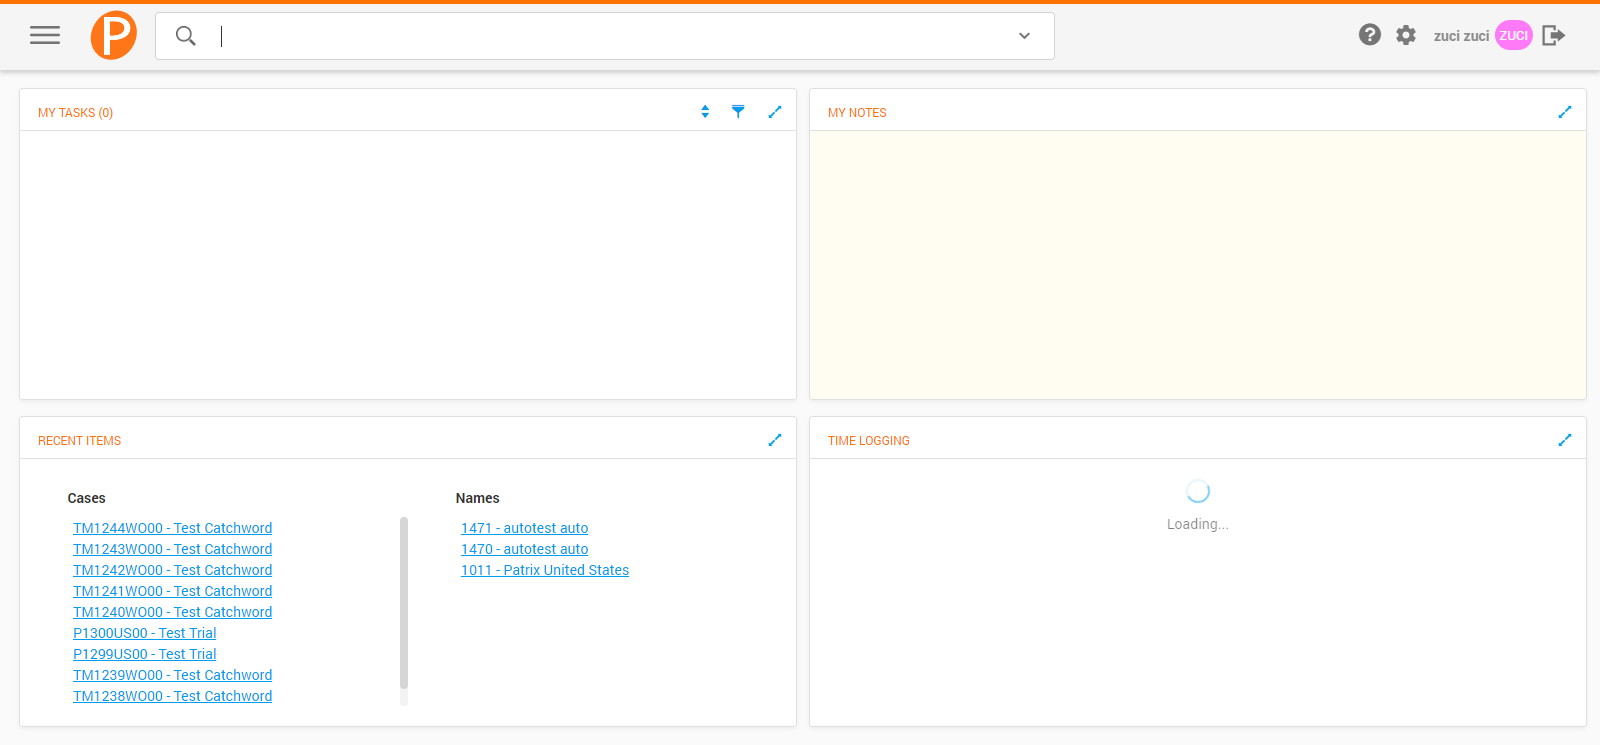 P
zuci zuci ZUCI
MY TASKS (0)
MY NOTES
RECENT ITEMS
Cases
TM1244WO00 - Test Catchword
TM1243WO00 - Test Catchword
TM1242WO00 - Test Catchword
TM1241WO00 - Test Catchword
TM1240WO00 - Test Catchword
P1300US00 - Test Trial
P1299US00 - Test Trial
TM1239WO00 - Test Catchword
TM1238WO00 - Test Catchword
Names
1471 - autotest auto
1470 - autotest auto
1011 - Patrix United States
TIME LOGGING
Loading...